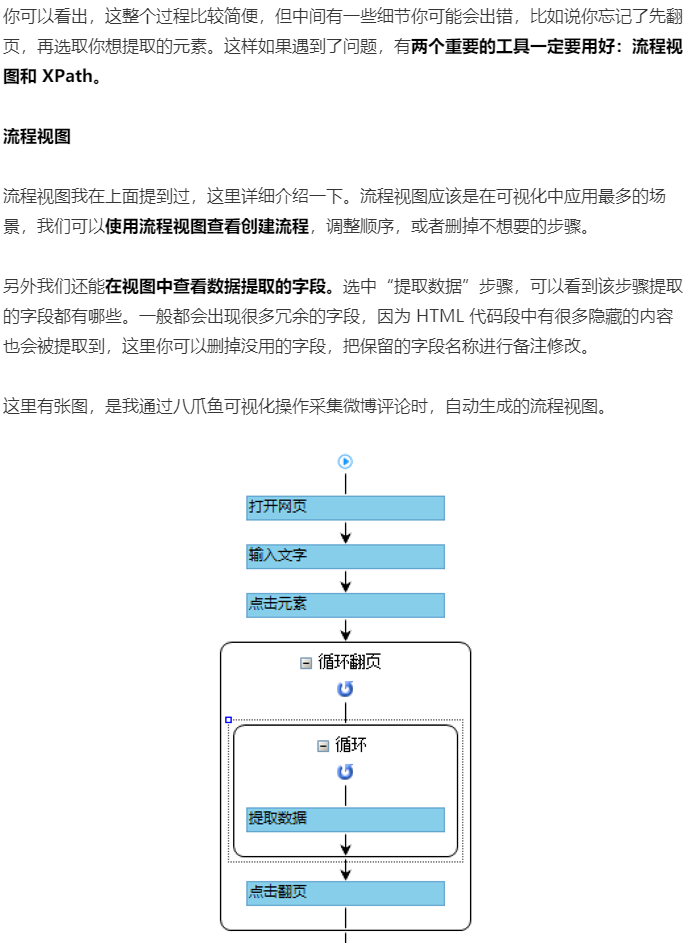 你可以看出，这整个过程比较简便，但中间有一些细节你可能会出错，比如说你忘记了先翻
页，再选取你想提取的元素。这样如果遇到了问题，有两个重要的工具一定要用好：流程视
图和 XPath。
流程视图
流程视图我在上面提到过，这里详细介绍一下。流程视图应该是在可视化中应用最多的场
景，我们可以使用流程视图查看创建流程，调整顺序，或者删掉不想要的步骤。
另外我们还能在视图中查看数据提取的字段。选中“提取数据”步骤，可以看到该步骤提取
的字段都有哪些。一般都会出现很多冗余的字段，因为 HTML 代码段中有很多隐藏的内容
也会被提取到，这里你可以删掉没用的字段，把保留的字段名称进行备注修改。
这里有张图，是我通过八爪鱼可视化操作采集微博评论时，自动生成的流程视图。
打开网页
输入文字
点击元素
循环翻页
循环
提取数据
点击翻页